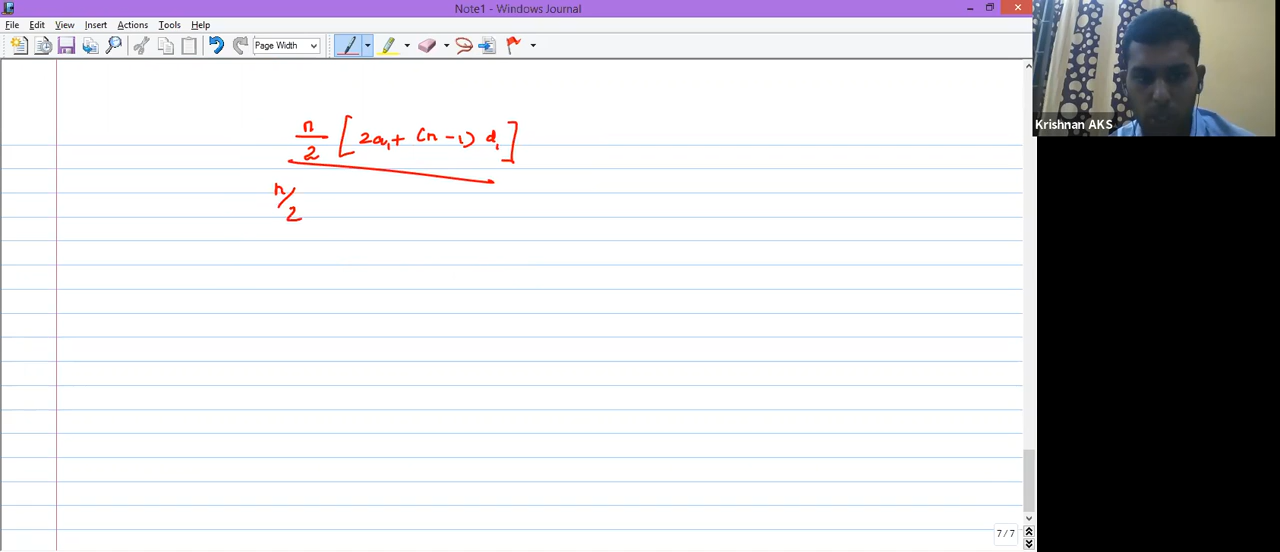 Note1 - Windows Journal
File Edit View Insert Actions Tools Help
Page Width
Krishnan AKS
n/2 [2a₁ + (n-1) d₁]
n/2
7/7